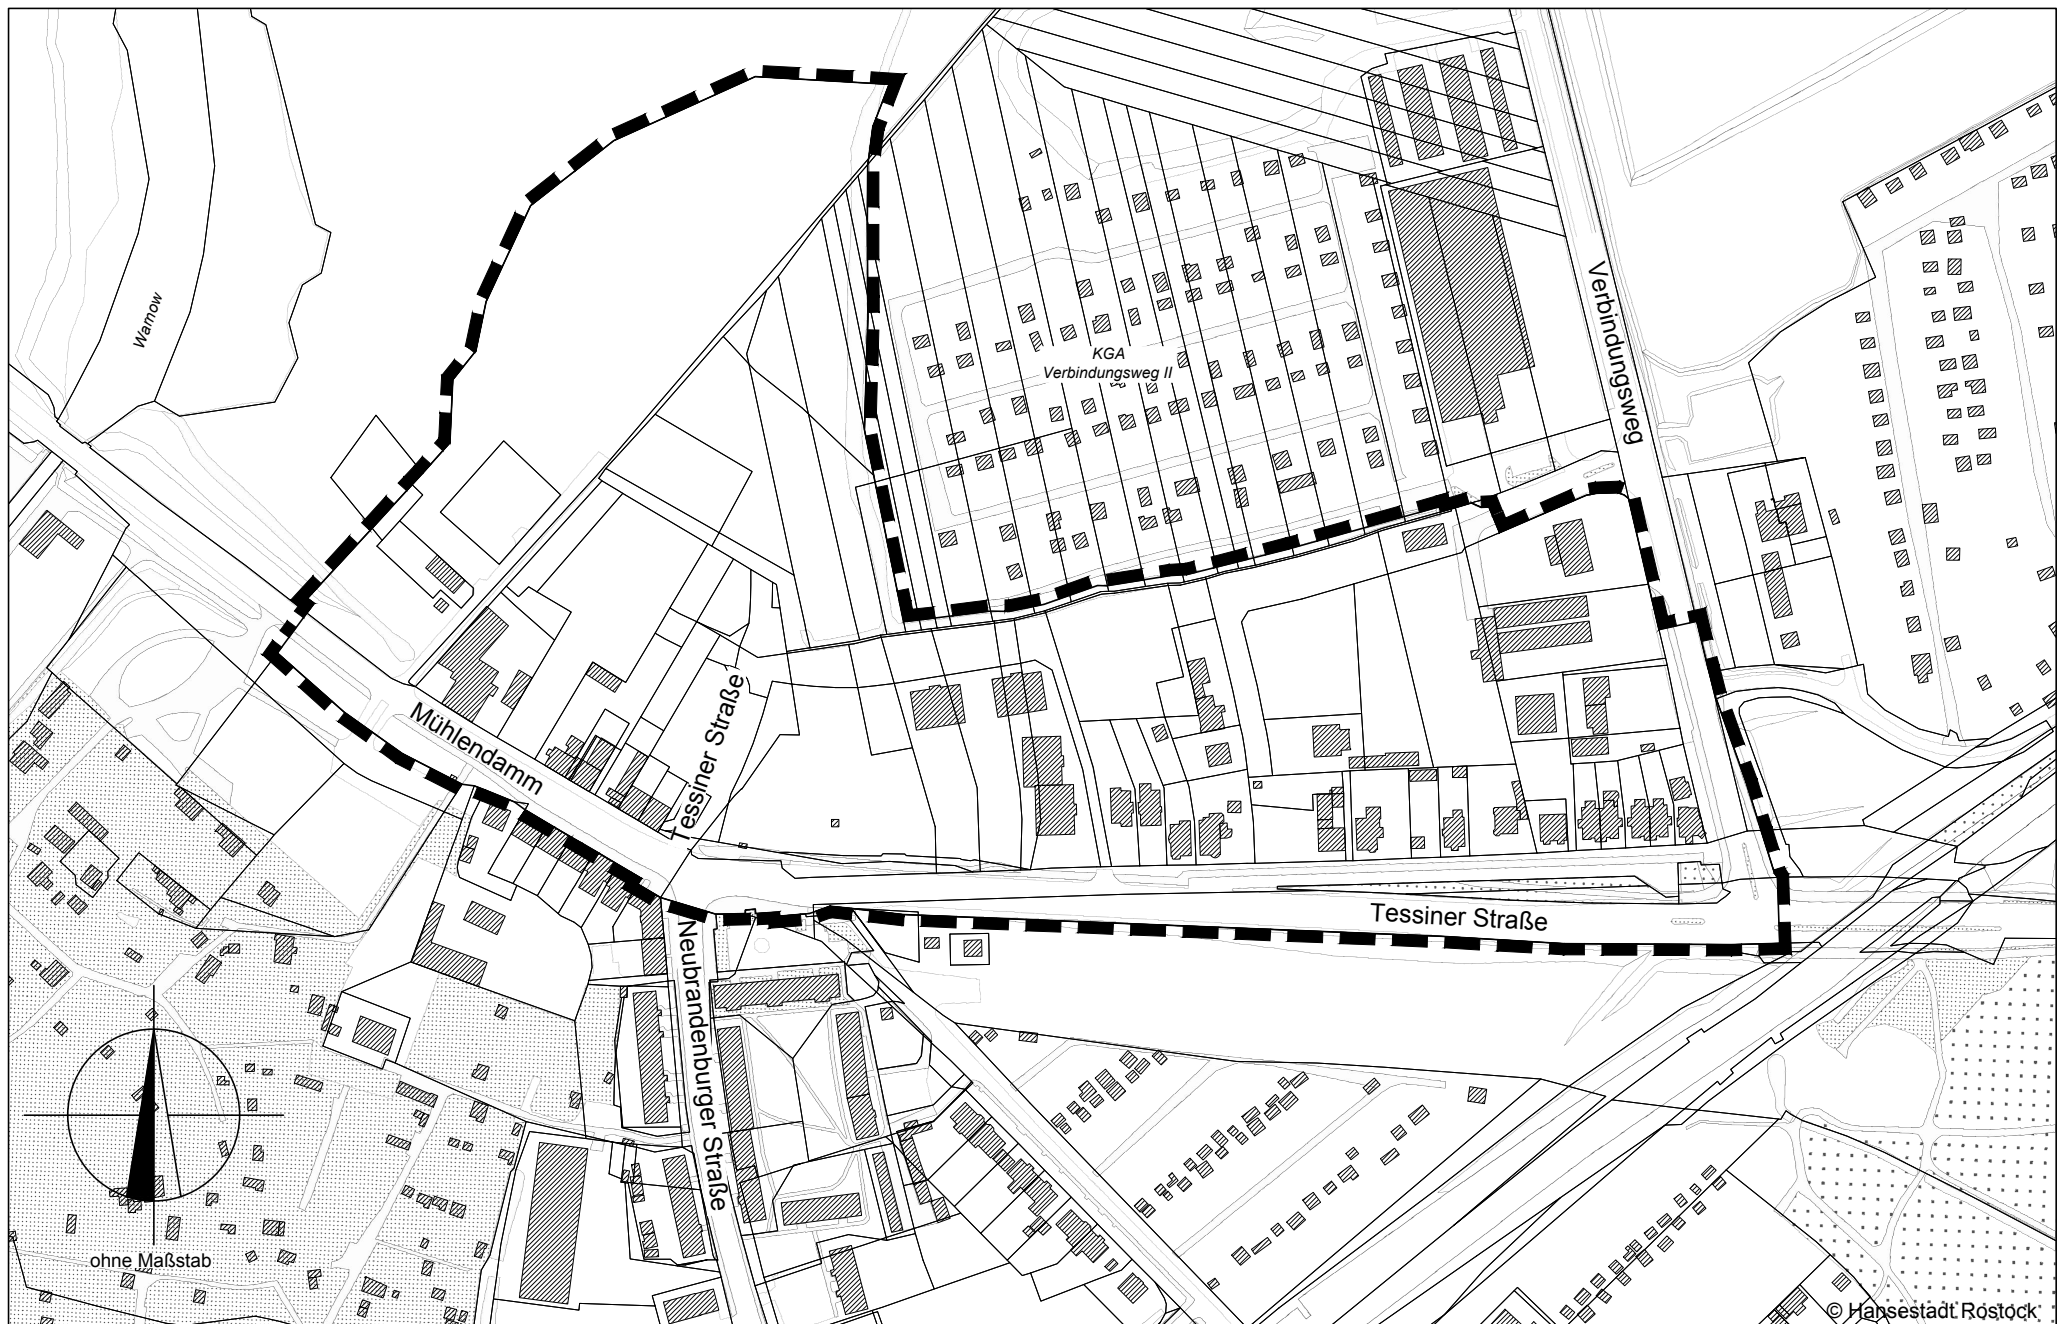 Warnow
KGA
Verbindungsweg II
Verbindungsweg
Mühlendamm
Tessiner Straße
Tessiner Straße
Neubrandenburger Straße
ohne Maßstab
© Hansestadt Rostock